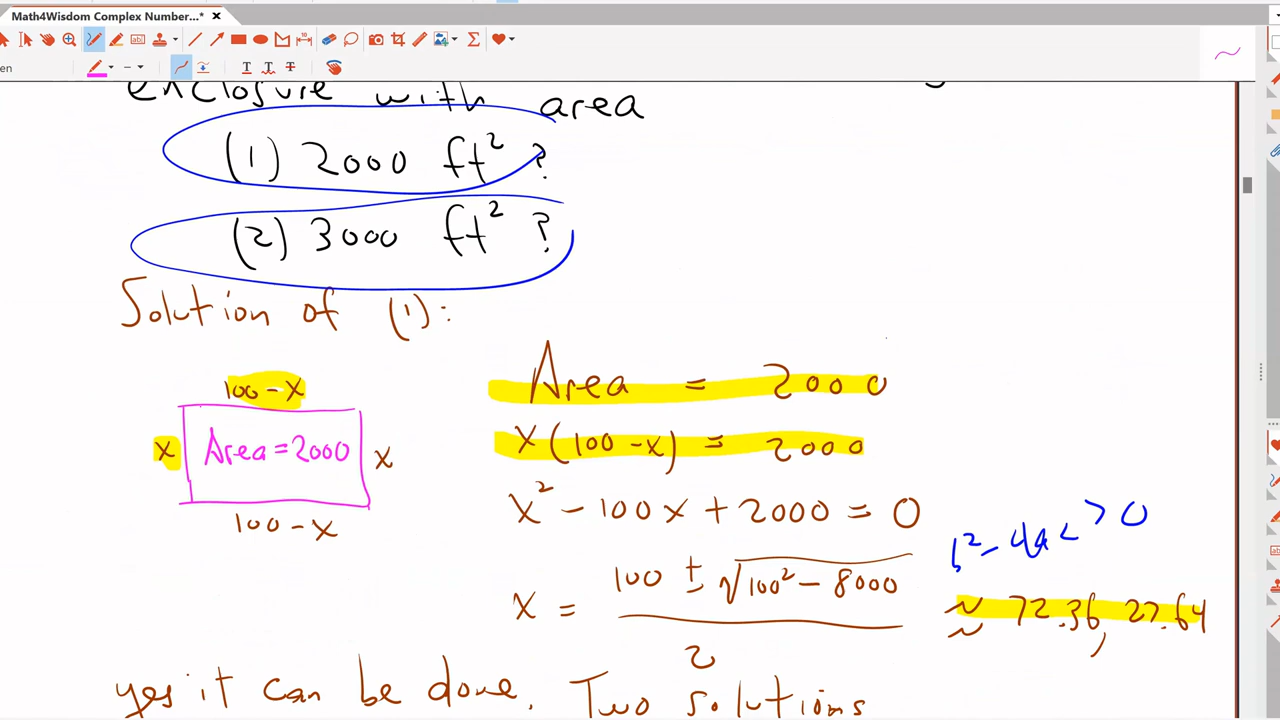 Math4Wisdom Complex Number...* ×
en
enclosure with area
(1) 2000 ft² ?
(2) 3000 ft² ?
Solution of (1):
100 - x
Area = 2000
x Area = 2000 x
x(100 - x) = 2000
100 - x
x² - 100x + 2000 = 0
b² - 4ac > 0
x = (100 ± √(100² - 8000)) / 2 ≈ 72.36, 27.64
yes it can be done. Two solutions